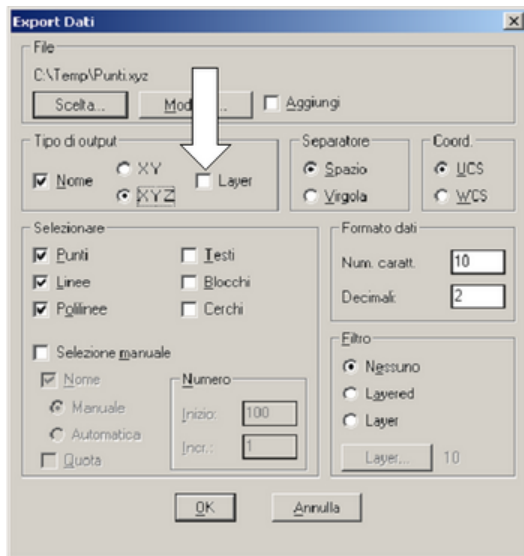 Export Dati
File
C:\Temp\Punti.xyz
Scelta...
Aggiungi
Tipo di output
Nome
XY
XYZ
Layer
Separatore
Spazio
Virgola
Coord.
UCS
WCS
Selezionare
Punti
Linee
Polilinee
Testi
Blocchi
Cerchi
Selezione manuale
Nome
Manuale
Automatica
Quota
Numero
Inizio: 100
Incr.: 1
Formato dati
Num. caratt. 10
Decimali: 2
Filtro
Nessuno
Layered
Layer
Layer... 10
OK
Annulla